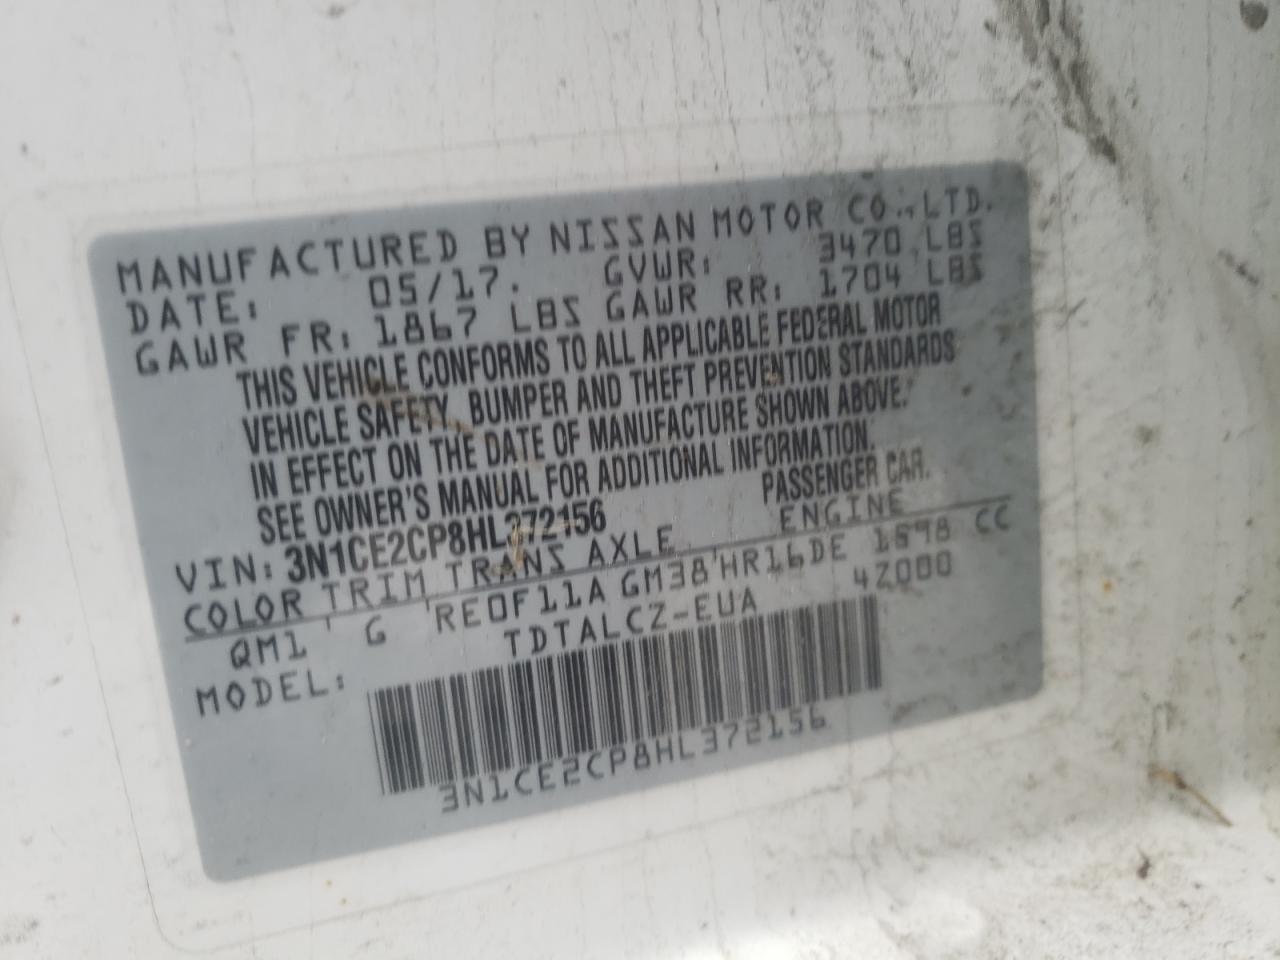 MANUFACTURED BY NISSAN MOTOR CO.,LTD.
DATE: 05/17. GVWR: 3470 LBS
GAWR FR: 1867 LBS GAWR RR: 1704 LBS
THIS VEHICLE CONFORMS TO ALL APPLICABLE FEDERAL MOTOR
VEHICLE SAFETY, BUMPER AND THEFT PREVENTION STANDARDS
IN EFFECT ON THE DATE OF MANUFACTURE SHOWN ABOVE.
SEE OWNER'S MANUAL FOR ADDITIONAL INFORMATION.
VIN: 3N1CE2CP8HL372156 PASSENGER CAR.
COLOR TRIM TRANS AXLE ENGINE
QM1 G RE0F11A GM38 HR16DE 1598 CC
MODEL: TDTALCZ-EUA 4Z000
3N1CE2CP8HL372156